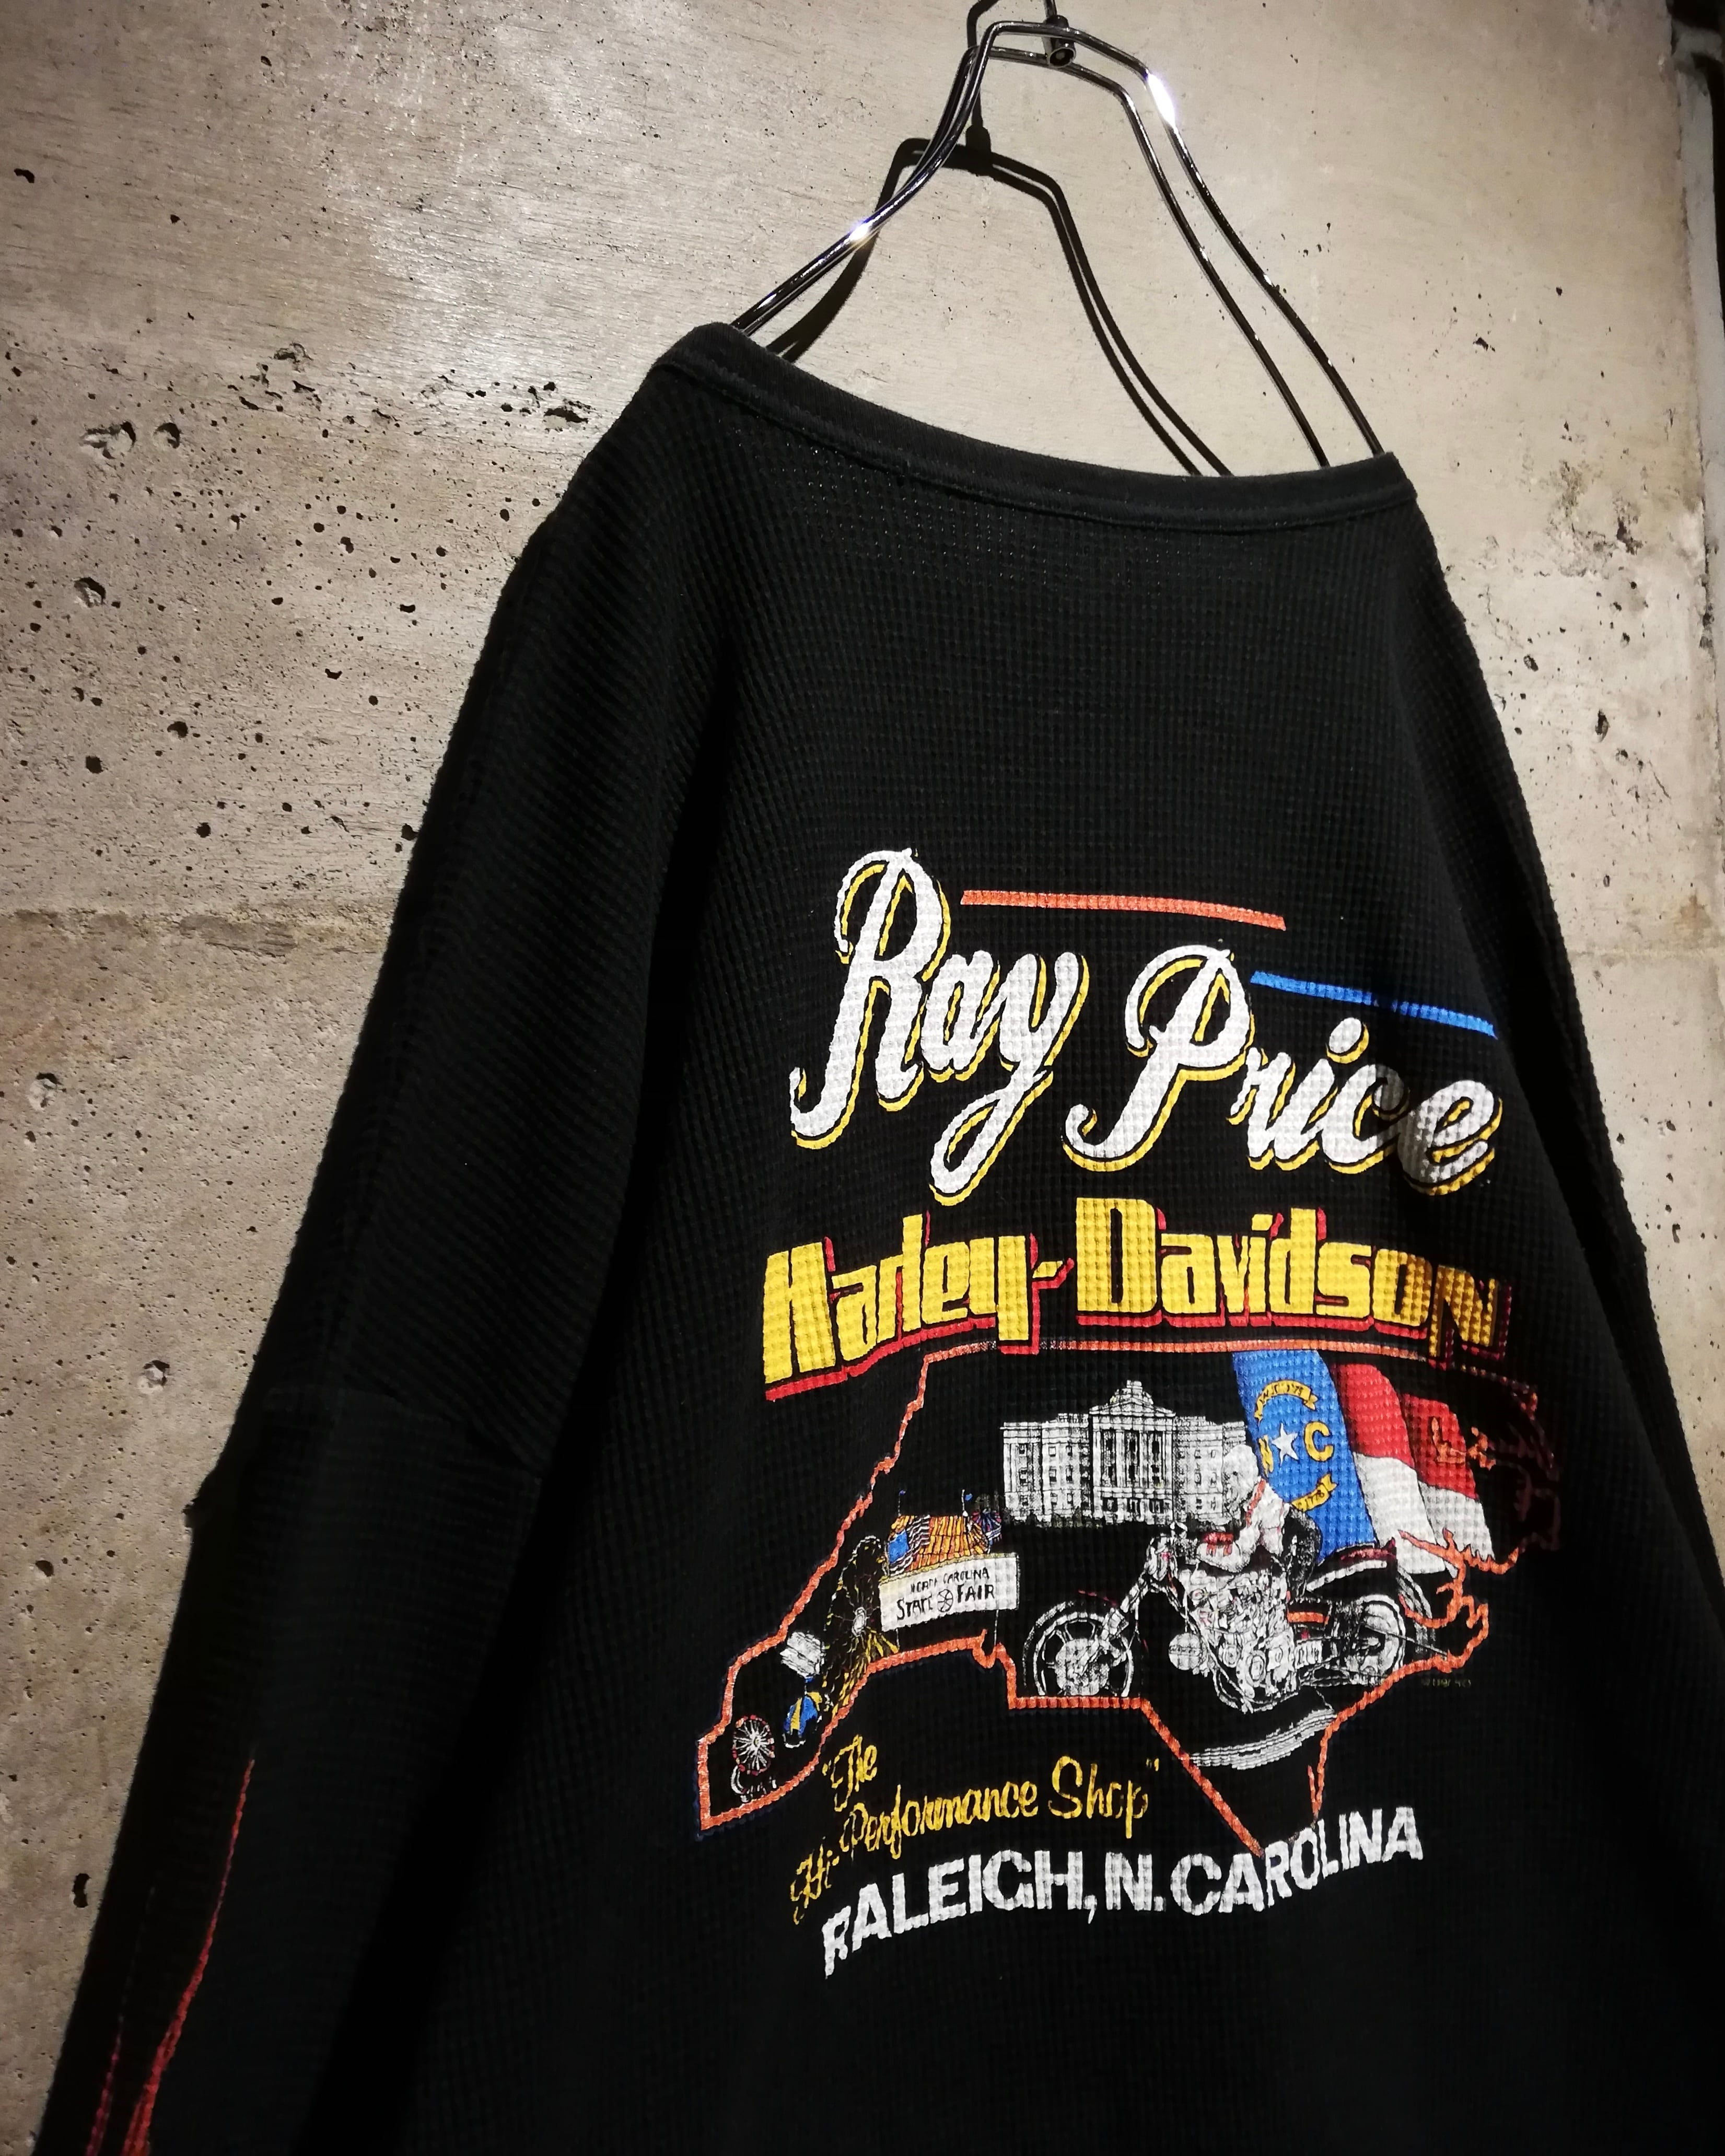 Ray Price
Harley-Davidson
N C
NORTH CAROLINA
STATE FAIR
"The
Hi-Performance Shop"
RALEIGH, N. CAROLINA